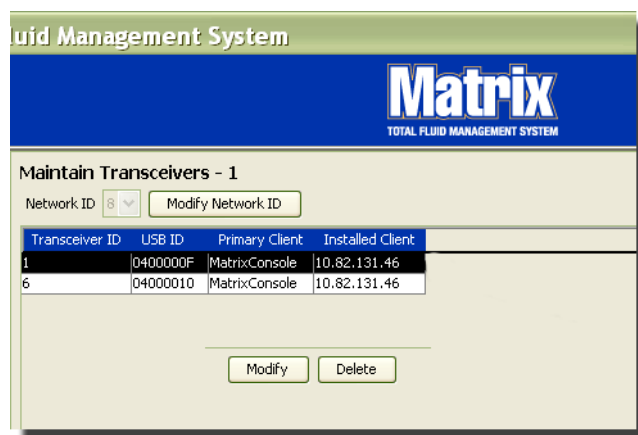 luid Management System
Matrix
TOTAL FLUID MANAGEMENT SYSTEM
Maintain Transceivers - 1
Network ID 8 Modify Network ID
Transceiver ID USB ID Primary Client Installed Client
1 0400000F MatrixConsole 10.82.131.46
6 04000010 MatrixConsole 10.82.131.46
Modify Delete